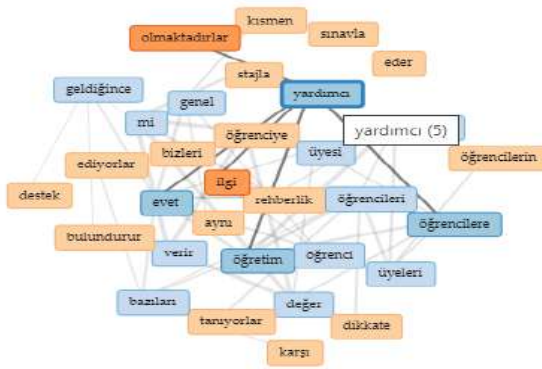 kısmen
olmaktadırlar
sınavla
eder
stajla
geldiğince
genel
yardımcı
mi
öğrenciye
yardımcı (5)
bizleri
üyesi
öğrencilerin
ediyorlar
ilgi
destek
evet
rehberlik
öğrencileri
aynı
öğrencilere
bulundurur
verir
öğretim
öğrenci
üyeleri
bazıları
değer
tanıyorlar
dikkate
karşı